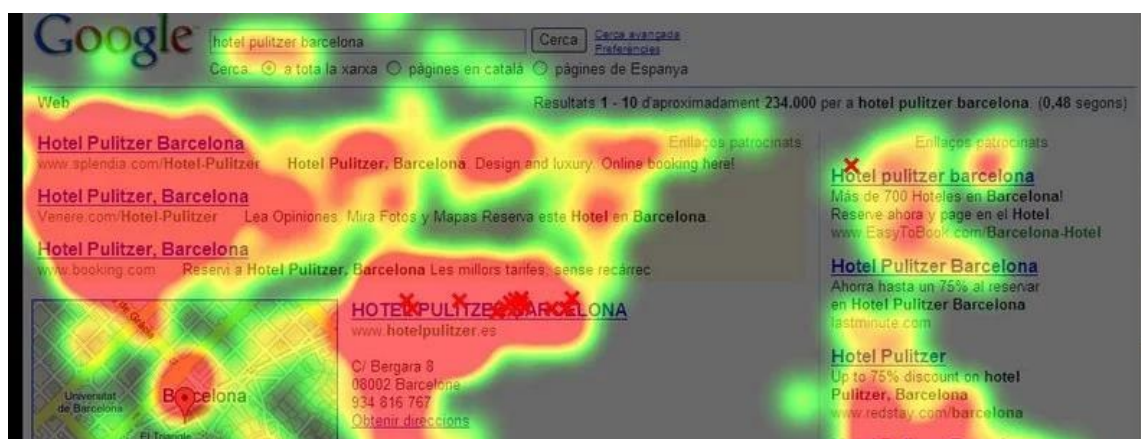 Google
hotel pulitzer barcelona Cerca Cerca avançada
Preferències
Cerca: a tota la xarxa pàgines en català pàgines de Espanya
Web Resultats 1 - 10 d'aproximadament 234.000 per a hotel pulitzer barcelona. (0,48 segons)
Hotel Pulitzer Barcelona Enllaços patrocinats
www.splendia.com/Hotel-Pulitzer Hotel Pulitzer, Barcelona. Design and luxury. Online booking here!
Hotel Pulitzer, Barcelona
Venere.com/Hotel-Pulitzer Lea Opiniones, Mira Fotos y Mapas Reserva este Hotel en Barcelona.
Hotel Pulitzer, Barcelona
www.booking.com Reservi a Hotel Pulitzer, Barcelona Les millors tarifes, sense recàrrec
HOTEL PULITZER BARCELONA
www.hotelpulitzer.es
C/ Bergara 8
08002 Barcelone
934 816 767
Obtenir direccions
Universitat
de Barcelona
Barcelona
El Triangle
Enllaços patrocinats
Hotel pulitzer barcelona
Más de 700 Hoteles en Barcelona!
Reserve ahora y page en el Hotel.
www.EasyToBook.com/Barcelona-Hotel
Hotel Pulitzer Barcelona
Ahorra hasta un 75% al reservar
en Hotel Pulitzer Barcelona
lastminute.com
Hotel Pulitzer
Up to 75% discount on hotel
Pulitzer, Barcelona
www.redstay.com/barcelona